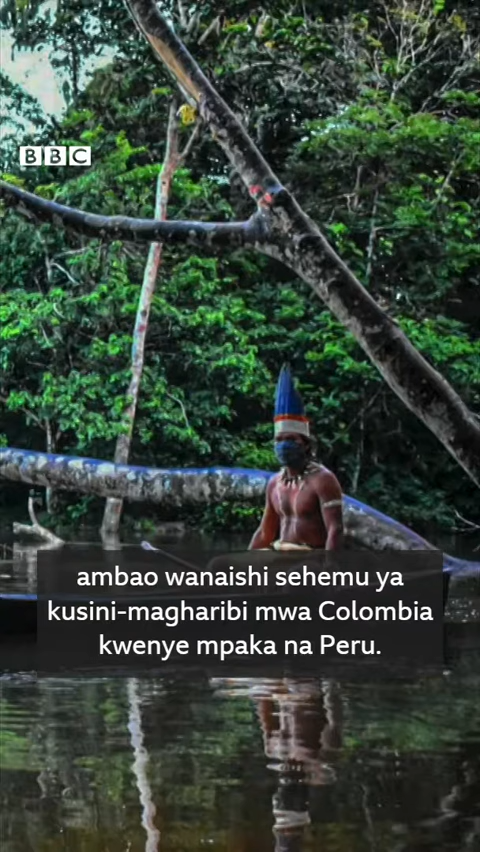 BBC
ambao wanaishi sehemu ya
kusini-magharibi mwa Colombia
kwenye mpaka na Peru.